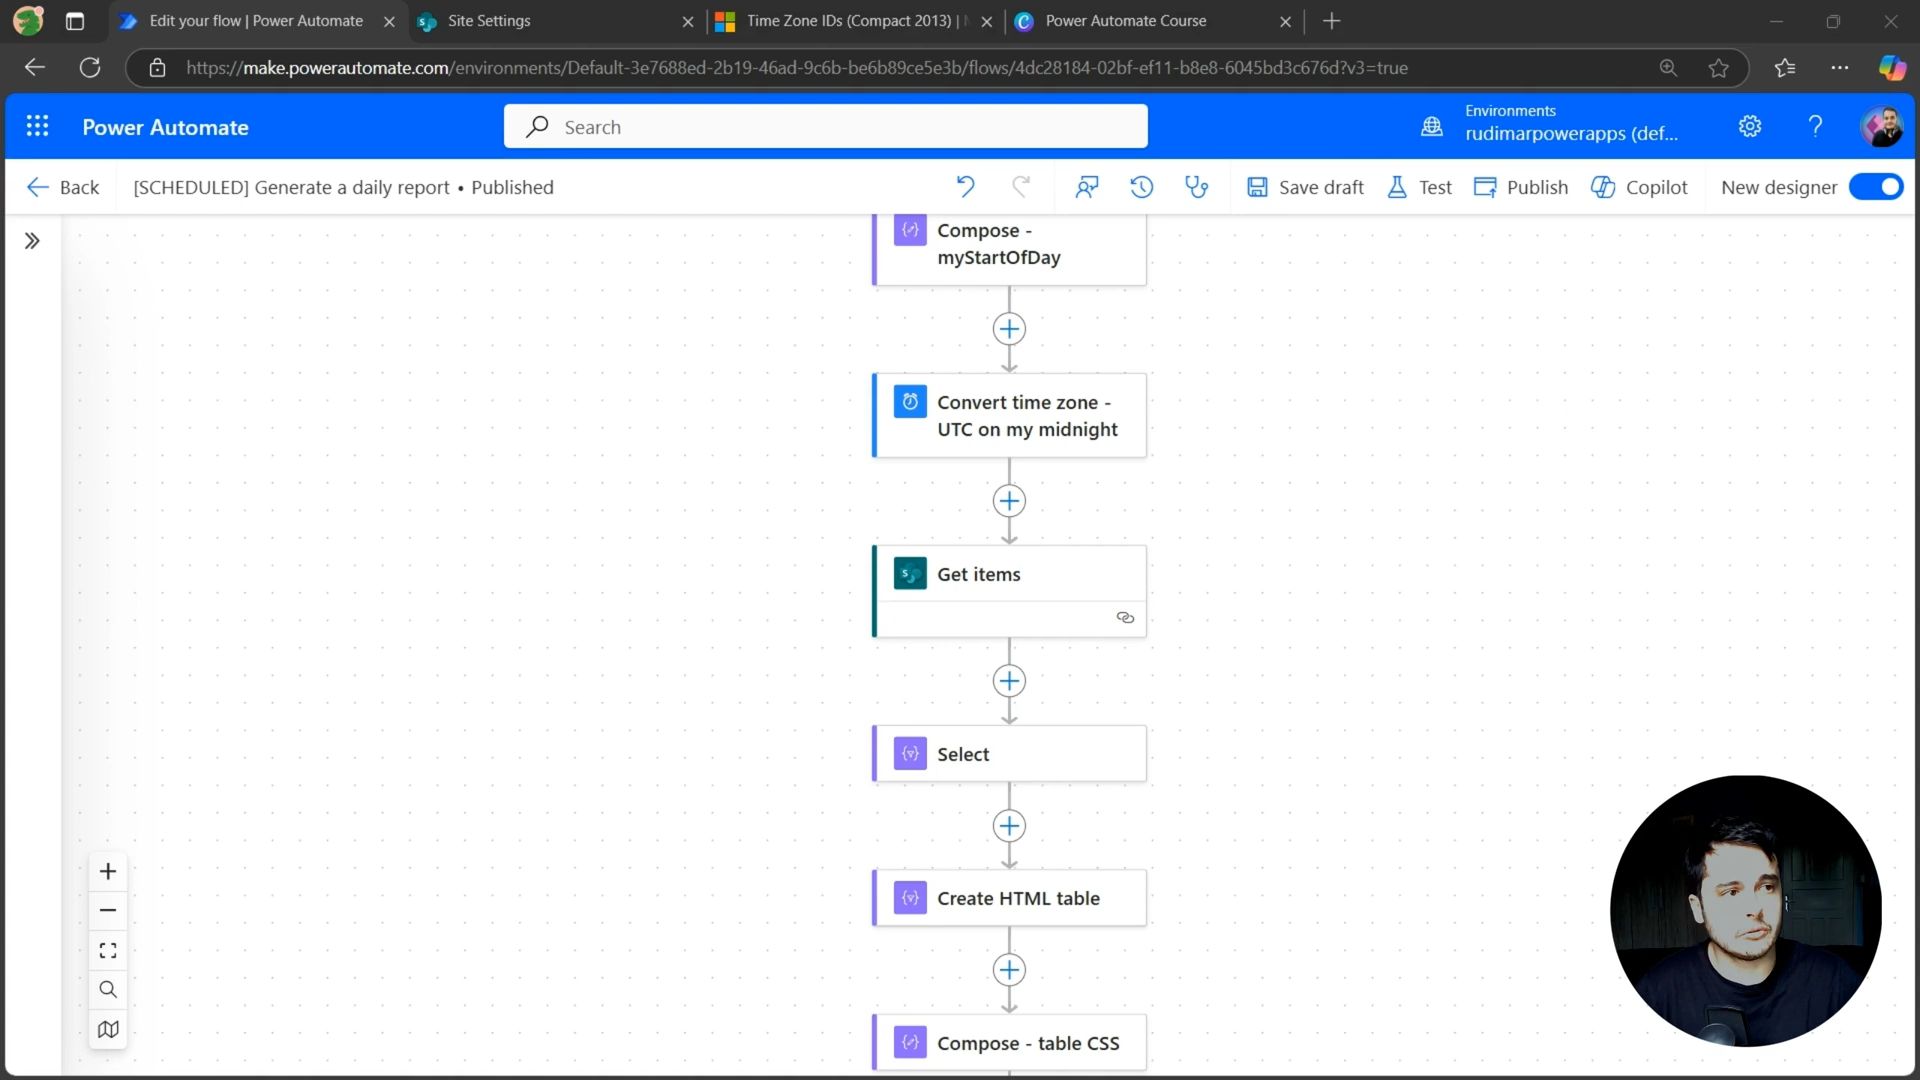 Edit your flow | Power Automate
Site Settings
Time Zone IDs (Compact 2013) |
Power Automate Course
https://make.powerautomate.com/environments/Default-3e7688ed-2b19-46ad-9c6b-be6b89ce5e3b/flows/4dc28184-02bf-ef11-b8e8-6045bd3c676d?v3=true
Power Automate
Search
Environments
rudimarpowerapps (def...
Back
[SCHEDULED] Generate a daily report • Published
Save draft
Test
Publish
Copilot
New designer
Compose -
myStartOfDay
Convert time zone -
UTC on my midnight
Get items
Select
Create HTML table
Compose - table CSS